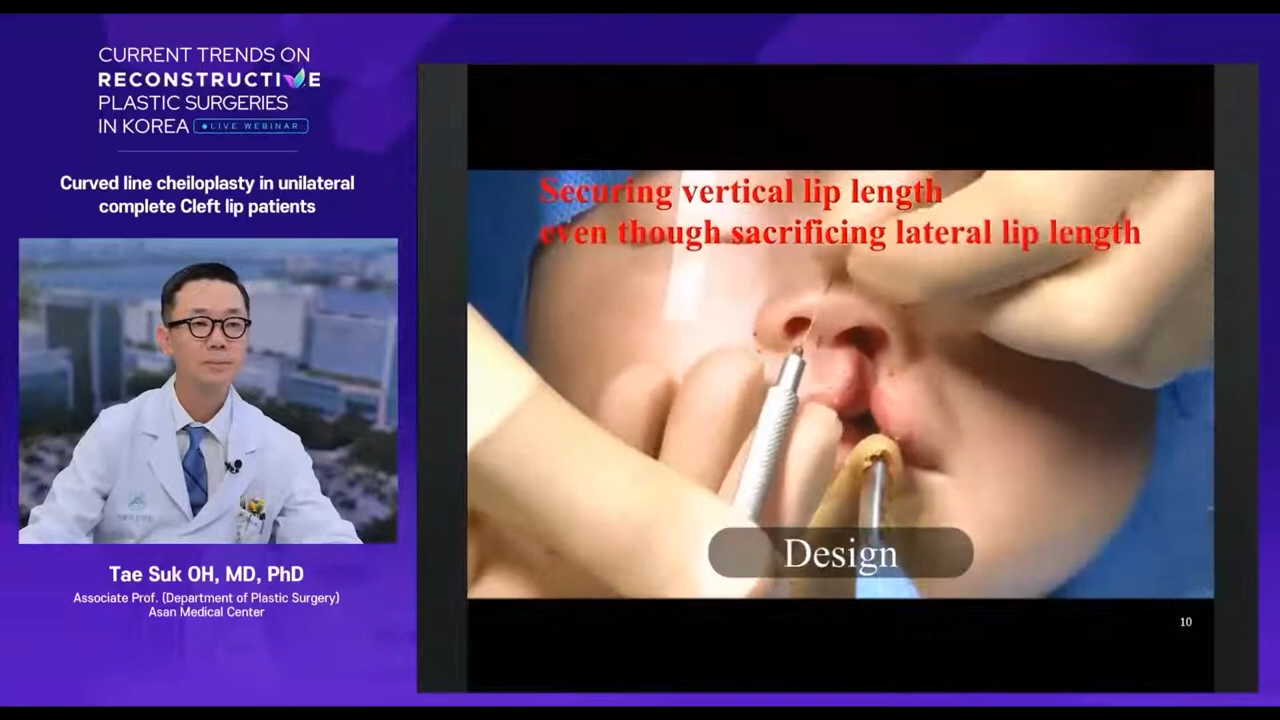 CURRENT TRENDS ON
RECONSTRUCTIVE
PLASTIC SURGERIES
IN KOREA LIVE WEBINAR
Curved line cheiloplasty in unilateral
complete Cleft lip patients
Tae Suk OH, MD, PhD
Associate Prof. (Department of Plastic Surgery)
Asan Medical Center
Securing vertical lip length
even though sacrificing lateral lip length
Design
10